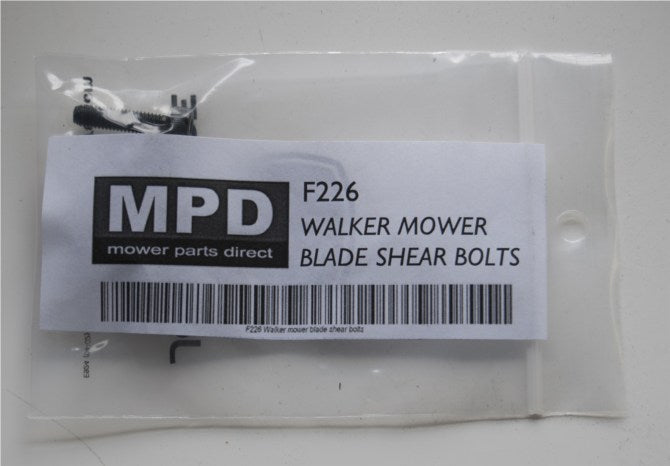 MPD
mower parts direct
F226
WALKER MOWER
BLADE SHEAR BOLTS
F226 Walker mower blade shear bolts